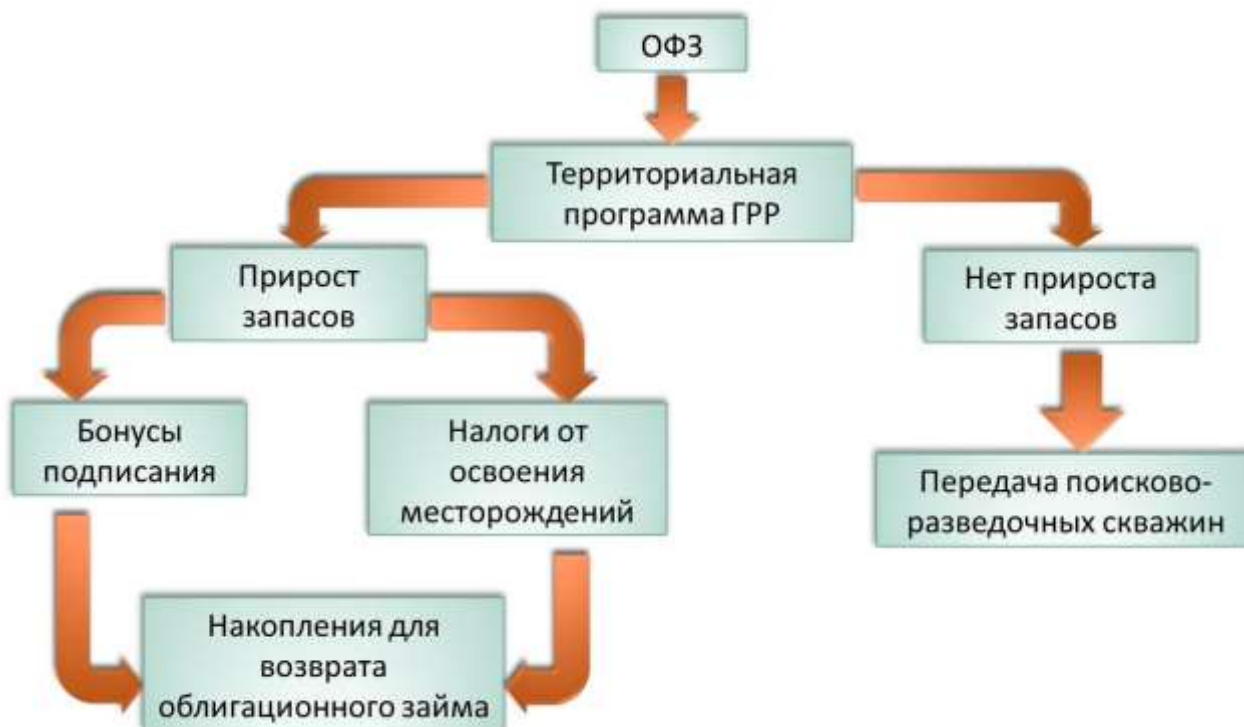 ОФЗ
Территориальная
программа ГРР
Прирост
запасов
Нет прироста
запасов
Бонусы
подписания
Налоги от
освоения
месторождений
Передача поисково-
разведочных скважин
Накопления для
возврата
облигационного займа